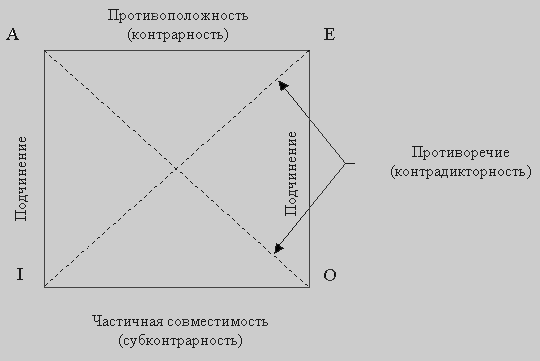 Противоположность
(контрарность)
A
E
Подчинение
Подчинение
Противоречие
(контрадикторность)
I
O
Частичная совместимость
(субконтрарность)